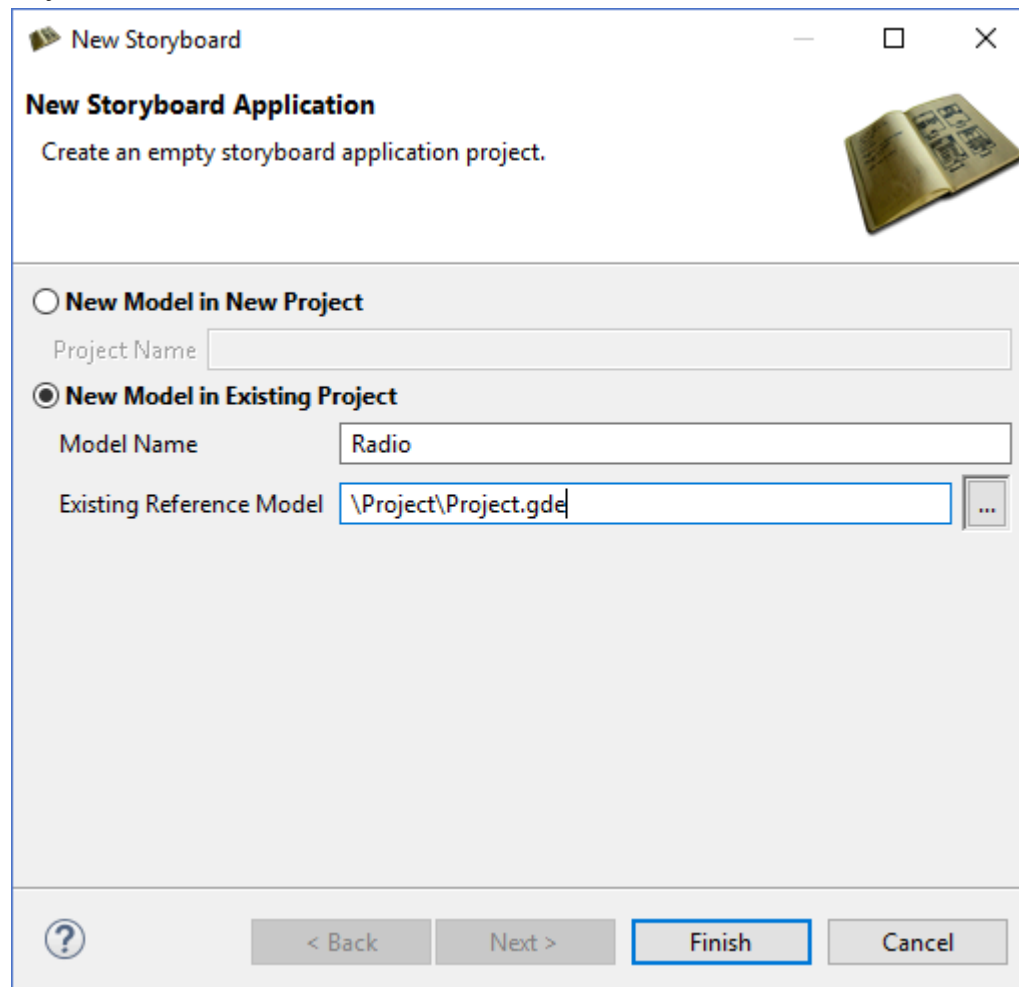 New Storyboard
New Storyboard Application
Create an empty storyboard application project.
New Model in New Project
Project Name
New Model in Existing Project
Model Name Radio
Existing Reference Model \Project\Project.gde ...
? < Back Next > Finish Cancel